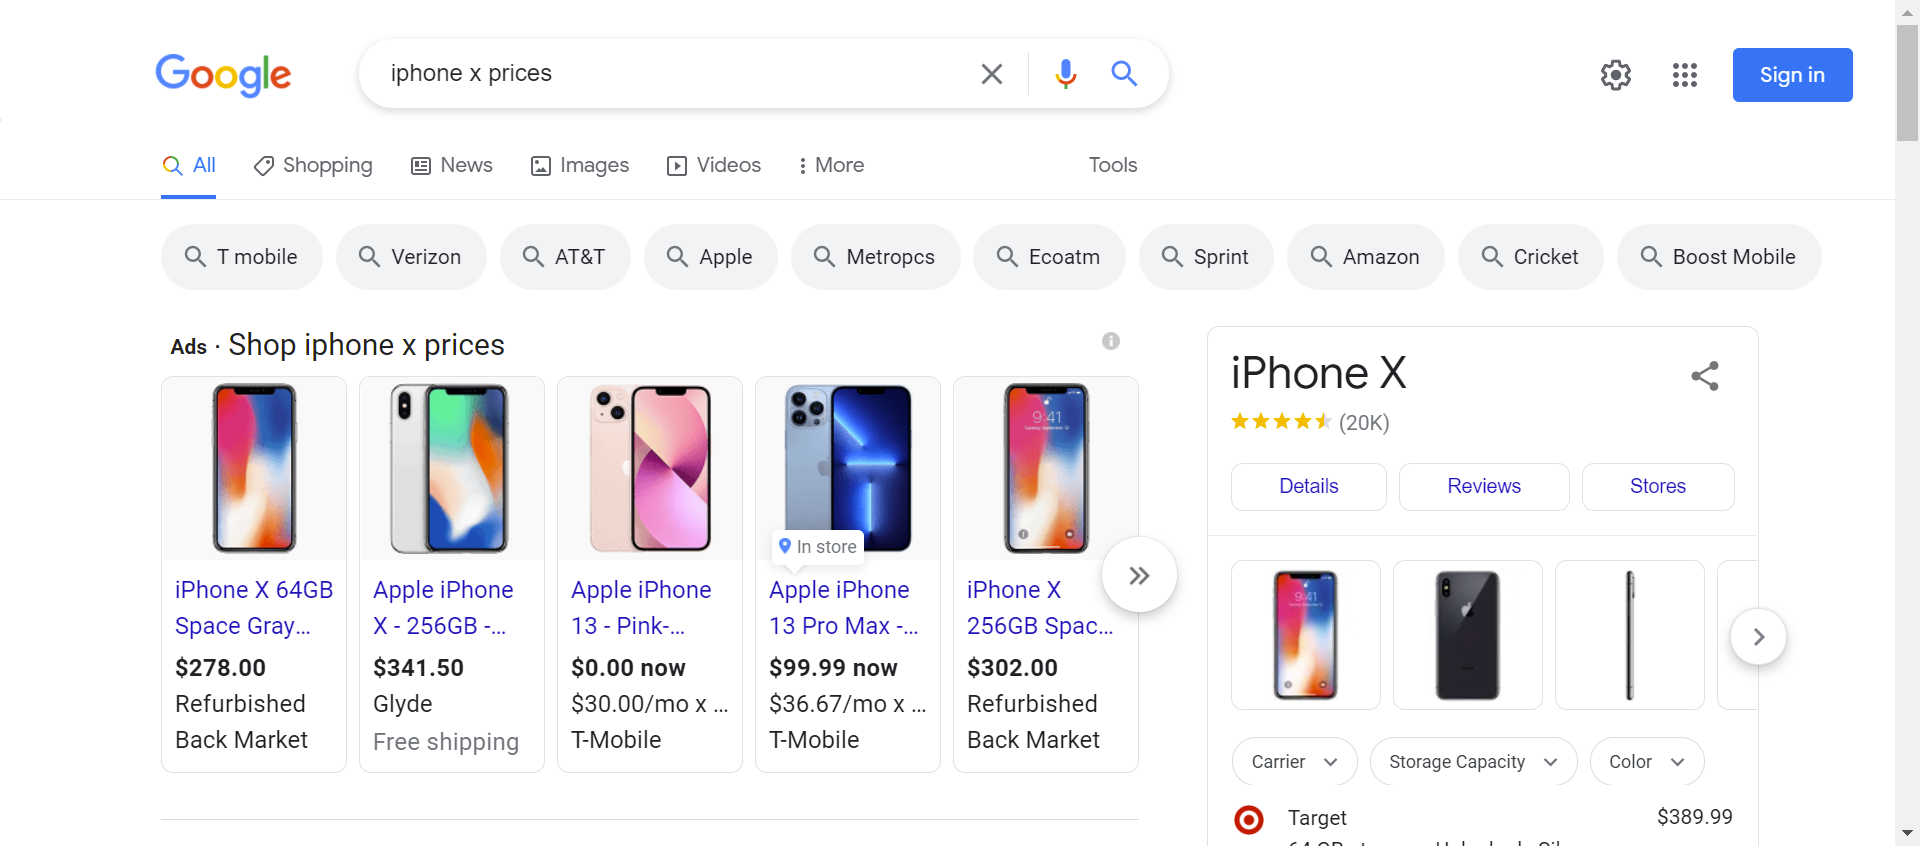 Google
iphone x prices
Sign in
All
Shopping
News
Images
Videos
More
Tools
T mobile
Verizon
AT&T
Apple
Metropcs
Ecoatm
Sprint
Amazon
Cricket
Boost Mobile
Ads · Shop iphone x prices
iPhone X 64GB
Space Gray...
$278.00
Refurbished
Back Market
Apple iPhone
X - 256GB -...
$341.50
Glyde
Free shipping
Apple iPhone
13 - Pink-...
$0.00 now
$30.00/mo x ...
T-Mobile
In store
Apple iPhone
13 Pro Max -...
$99.99 now
$36.67/mo x ...
T-Mobile
9:41
iPhone X
256GB Spac...
$302.00
Refurbished
Back Market
iPhone X
(20K)
Details
Reviews
Stores
9:41
Carrier
Storage Capacity
Color
Target
$389.99